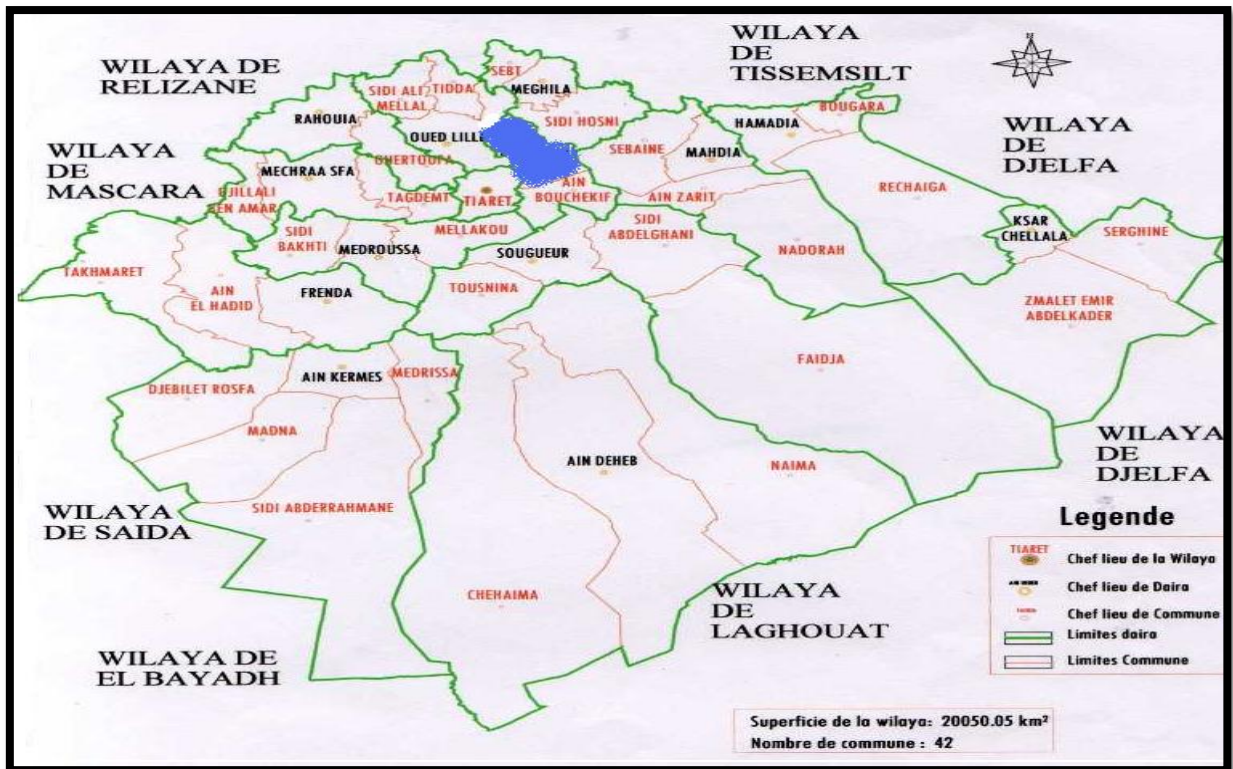 WILAYA
DE
TISSEMSILT
N
WILAYA DE
RELIZANE
SEBT
MEGHILA
SIDI ALI
MELLAL
TIDDA
BOUGARA
RAHOUIA
SIDI HOSNI
HAMADIA
WILAYA
DE
DJELFA
OUED LILLI
SEBAINE
MAHDIA
WILAYA
DE
MASCARA
GUERTOUFA
MECHRAA SFA
AIN
BOUCHEKIF
RECHAIGA
DJILLALI
BEN AMAR
TAGDEMT
TIARET
AIN ZARIT
SIDI
BAKHTI
MELLAKOU
SIDI
ABDELGHANI
KSAR
CHELLALA
SERGHINE
MEDROUSSA
SOUGUEUR
NADORAH
TAKHMARET
AIN
EL HADID
FRENDA
TOUSNINA
ZMALET EMIR
ABDELKADER
FAIDJA
DJEBILET ROSFA
AIN KERMES
MEDRISSA
MADNA
WILAYA
DE
DJELFA
AIN DEHEB
NAIMA
WILAYA
DE SAIDA
SIDI ABDERRAHMANE
Legende
TIARET
Chef lieu de la Wilaya
Chef lieu de Daira
Chef lieu de Commune
Limites daira
Limites Commune
CHEHAIMA
WILAYA
DE
LAGHOUAT
WILAYA DE
EL BAYADH
Superficie de la wilaya: 20050.05 km²
Nombre de commune : 42